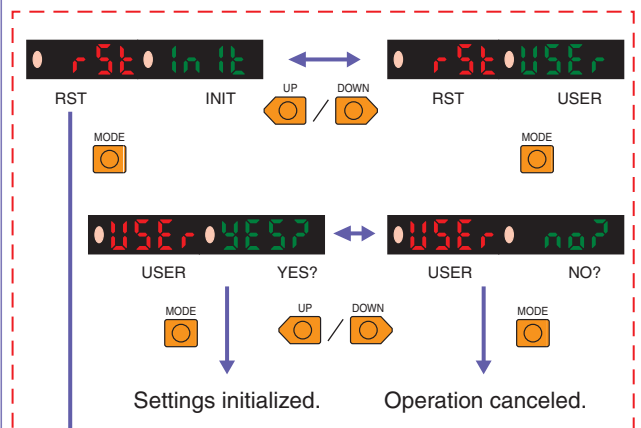 rSt InIt rSt USEr
RST INIT UP DOWN RST USER
/
MODE MODE
USEr YES? USEr no?
USER YES? USER NO?
MODE UP DOWN MODE
/
Settings initialized. Operation canceled.